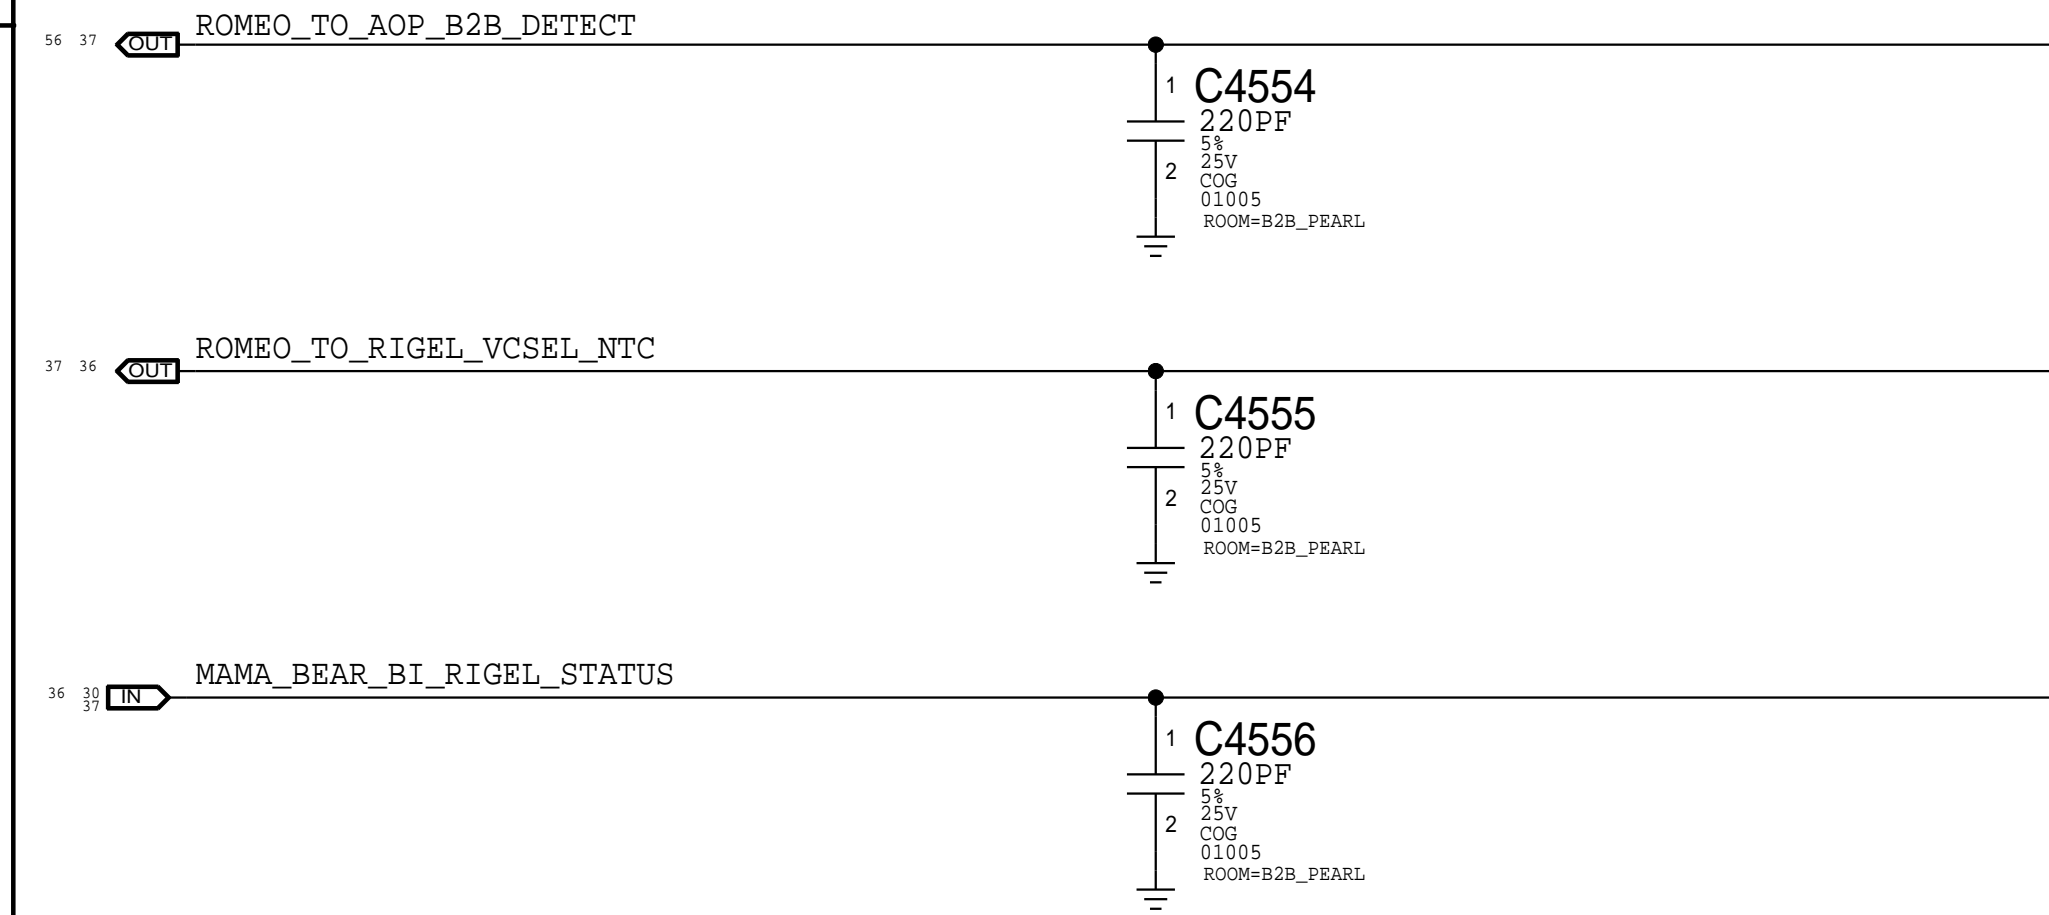 ROMEO_TO_AOP_B2B_DETECT
56 37 OUT
1 C4554
220PF
5%
25V
2
COG
01005
ROOM=B2B_PEARL
ROMEO_TO_RIGEL_VCSEL_NTC
37 36 OUT
1 C4555
220PF
5%
25V
2
COG
01005
ROOM=B2B_PEARL
MAMA_BEAR_BI_RIGEL_STATUS
36 30 IN
37
1 C4556
220PF
5%
25V
2
COG
01005
ROOM=B2B_PEARL